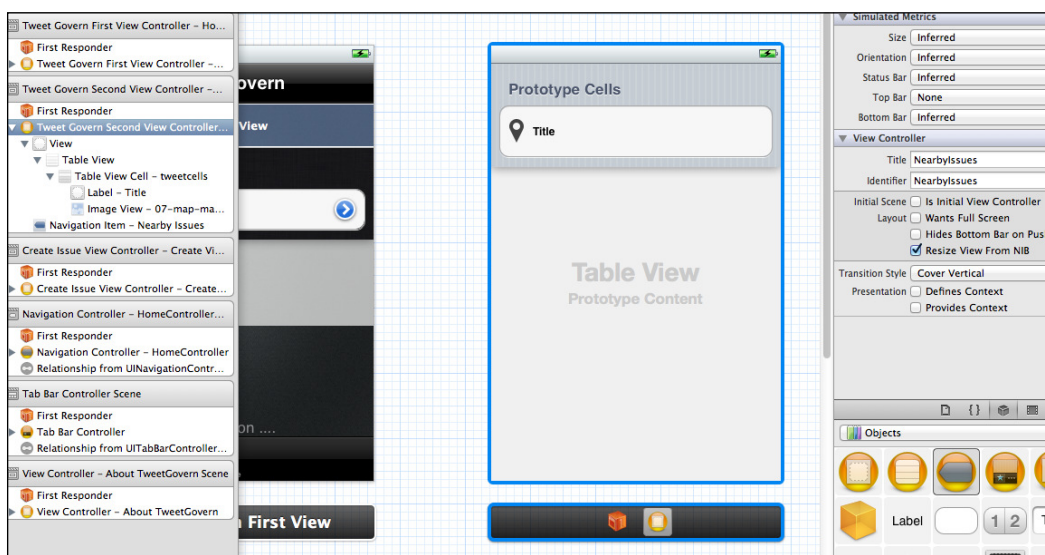 Tweet Govern First View Controller – Ho...
First Responder
Tweet Govern First View Controller –...
Tweet Govern Second View Controller –...
First Responder
Tweet Govern Second View Controller...
View
Table View
Table View Cell – tweetcells
Label – Title
Image View – 07-map-ma...
Navigation Item – Nearby Issues
Create Issue View Controller – Create Vi...
First Responder
Create Issue View Controller – Create...
Navigation Controller – HomeController...
First Responder
Navigation Controller – HomeController
Relationship from UINavigationContr...
Tab Bar Controller Scene
First Responder
Tab Bar Controller
Relationship from UITabBarController...
View Controller – About TweetGovern Scene
First Responder
View Controller – About TweetGovern
overn
View
on ....
First View
Prototype Cells
Title
Table View
Prototype Content
Simulated Metrics
Size Inferred
Orientation Inferred
Status Bar Inferred
Top Bar None
Bottom Bar Inferred
View Controller
Title NearbyIssues
Identifier NearbyIssues
Initial Scene Is Initial View Controller
Layout Wants Full Screen
Hides Bottom Bar on Pus
Resize View From NIB
Transition Style Cover Vertical
Presentation Defines Context
Provides Context
{}
Objects
Label
1 2
T